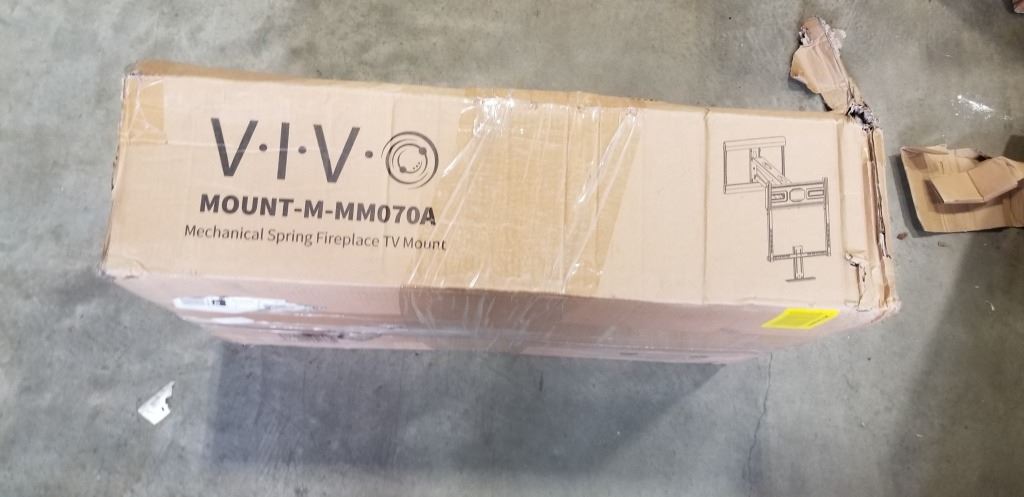 V·I·V·
MOUNT-M-MM070A
Mechanical Spring Fireplace TV Mount